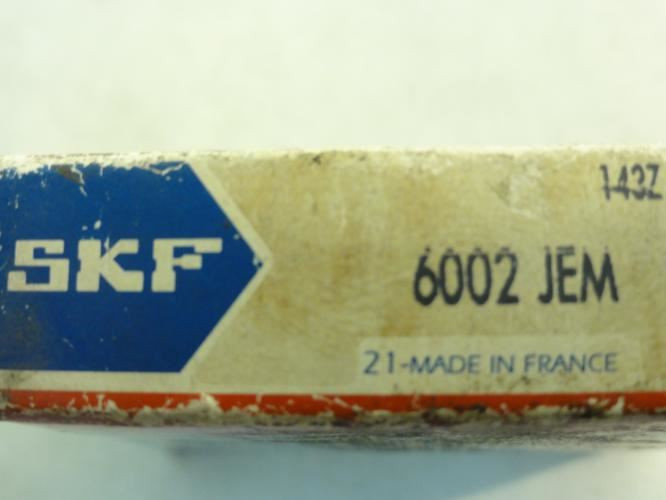 143Z
SKF
6002 JEM
21-MADE IN FRANCE